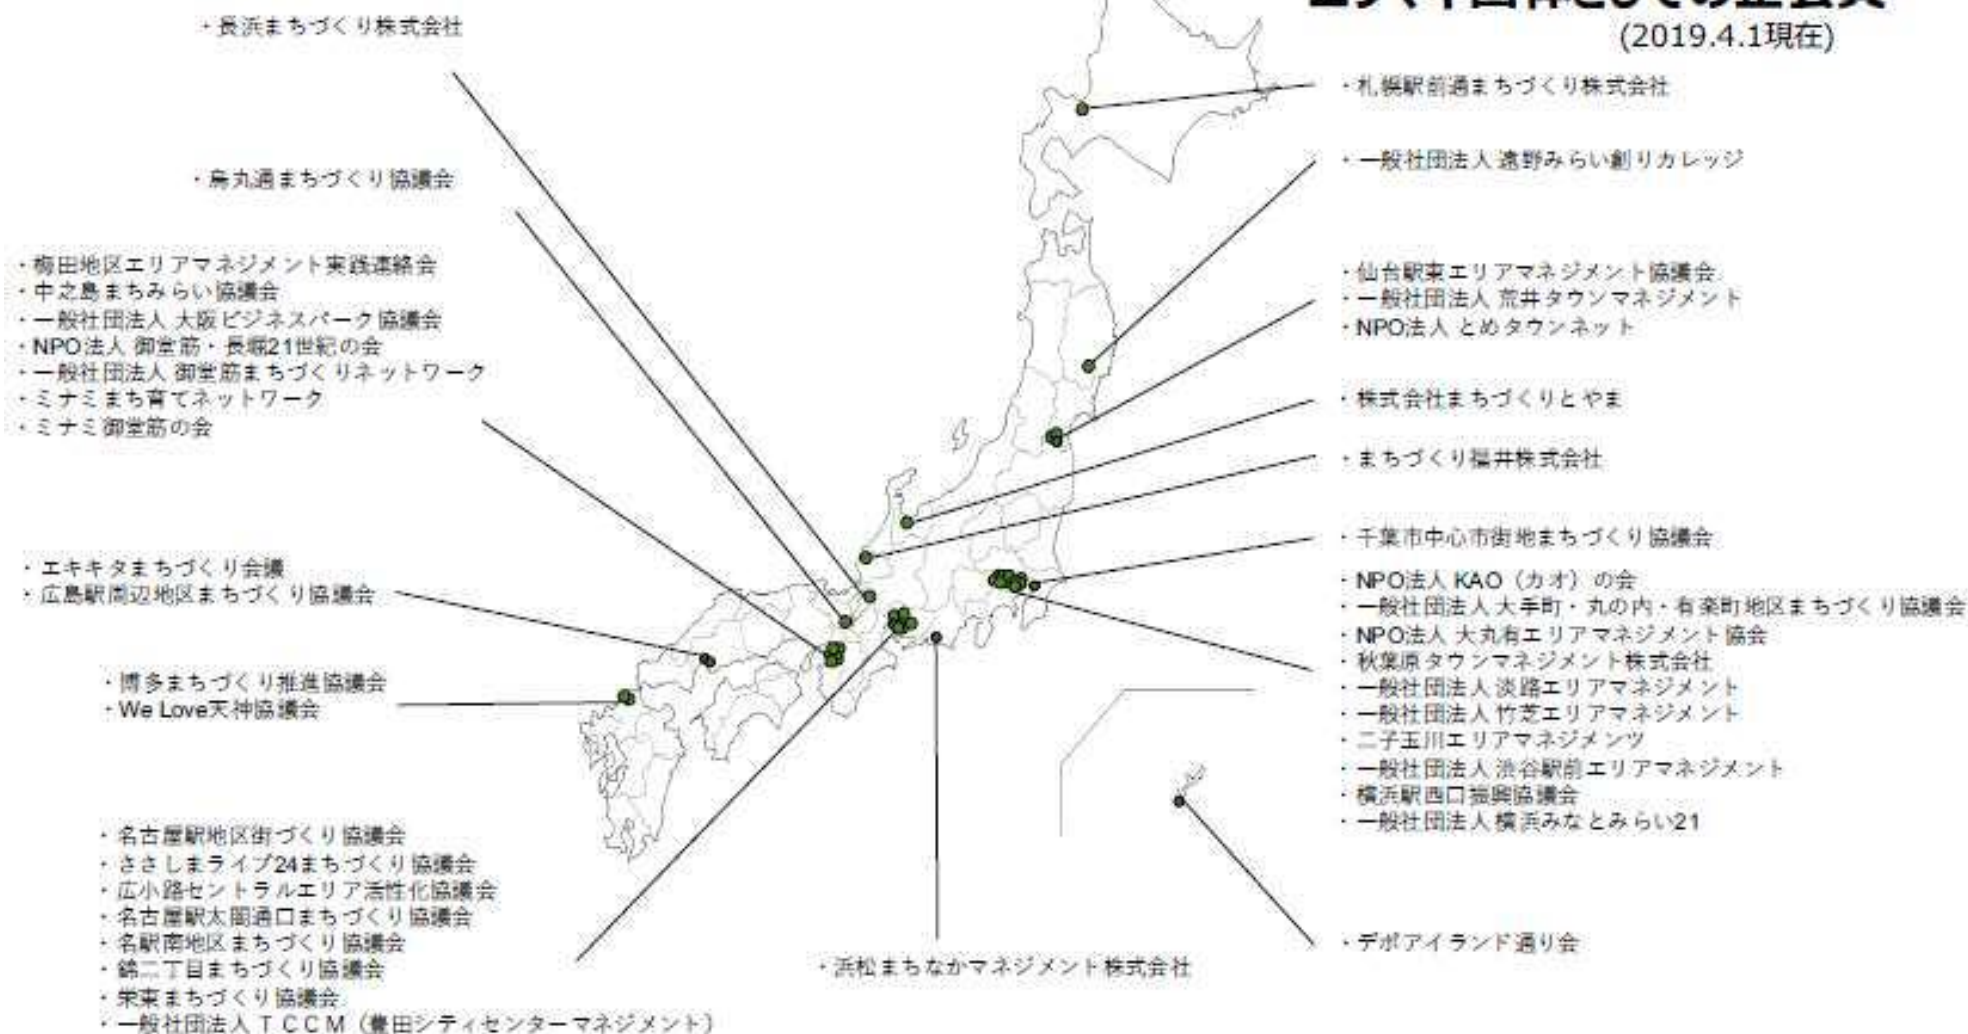 (2019.4.1現在)
・長浜まちづくり株式会社
・烏丸通まちづくり協議会
・梅田地区エリアマネジメント実践連絡会
・中之島まちみらい協議会
・一般社団法人 大阪ビジネスパーク協議会
・NPO法人 御堂筋・長堀21世紀の会
・一般社団法人 御堂筋まちづくりネットワーク
・ミナミまち育てネットワーク
・ミナミ御堂筋の会
・エキキタまちづくり会議
・広島駅周辺地区まちづくり協議会
・博多まちづくり推進協議会
・We Love天神協議会
・名古屋駅地区街づくり協議会
・ささしまライブ24まちづくり協議会
・広小路セントラルエリア活性化協議会
・名古屋駅太閤通口まちづくり協議会
・名駅南地区まちづくり協議会
・錦二丁目まちづくり協議会
・栄東まちづくり協議会
・一般社団法人 TCCM（豊田シティセンターマネジメント）
・浜松まちなかマネジメント株式会社
・札幌駅前通まちづくり株式会社
・一般社団法人 遠野みらい創りカレッジ
・仙台駅東エリアマネジメント協議会
・一般社団法人 荒井タウンマネジメント
・NPO法人 とめタウンネット
・株式会社まちづくりとやま
・まちづくり福井株式会社
・千葉市中心市街地まちづくり協議会
・NPO法人 KAO（カオ）の会
・一般社団法人 大手町・丸の内・有楽町地区まちづくり協議会
・NPO法人 大丸有エリアマネジメント協会
・秋葉原タウンマネジメント株式会社
・一般社団法人 淡路エリアマネジメント
・一般社団法人 竹芝エリアマネジメント
・二子玉川エリアマネジメンツ
・一般社団法人 渋谷駅前エリアマネジメント
・横浜駅西口振興協議会
・一般社団法人 横浜みなとみらい21
・デポアイランド通り会